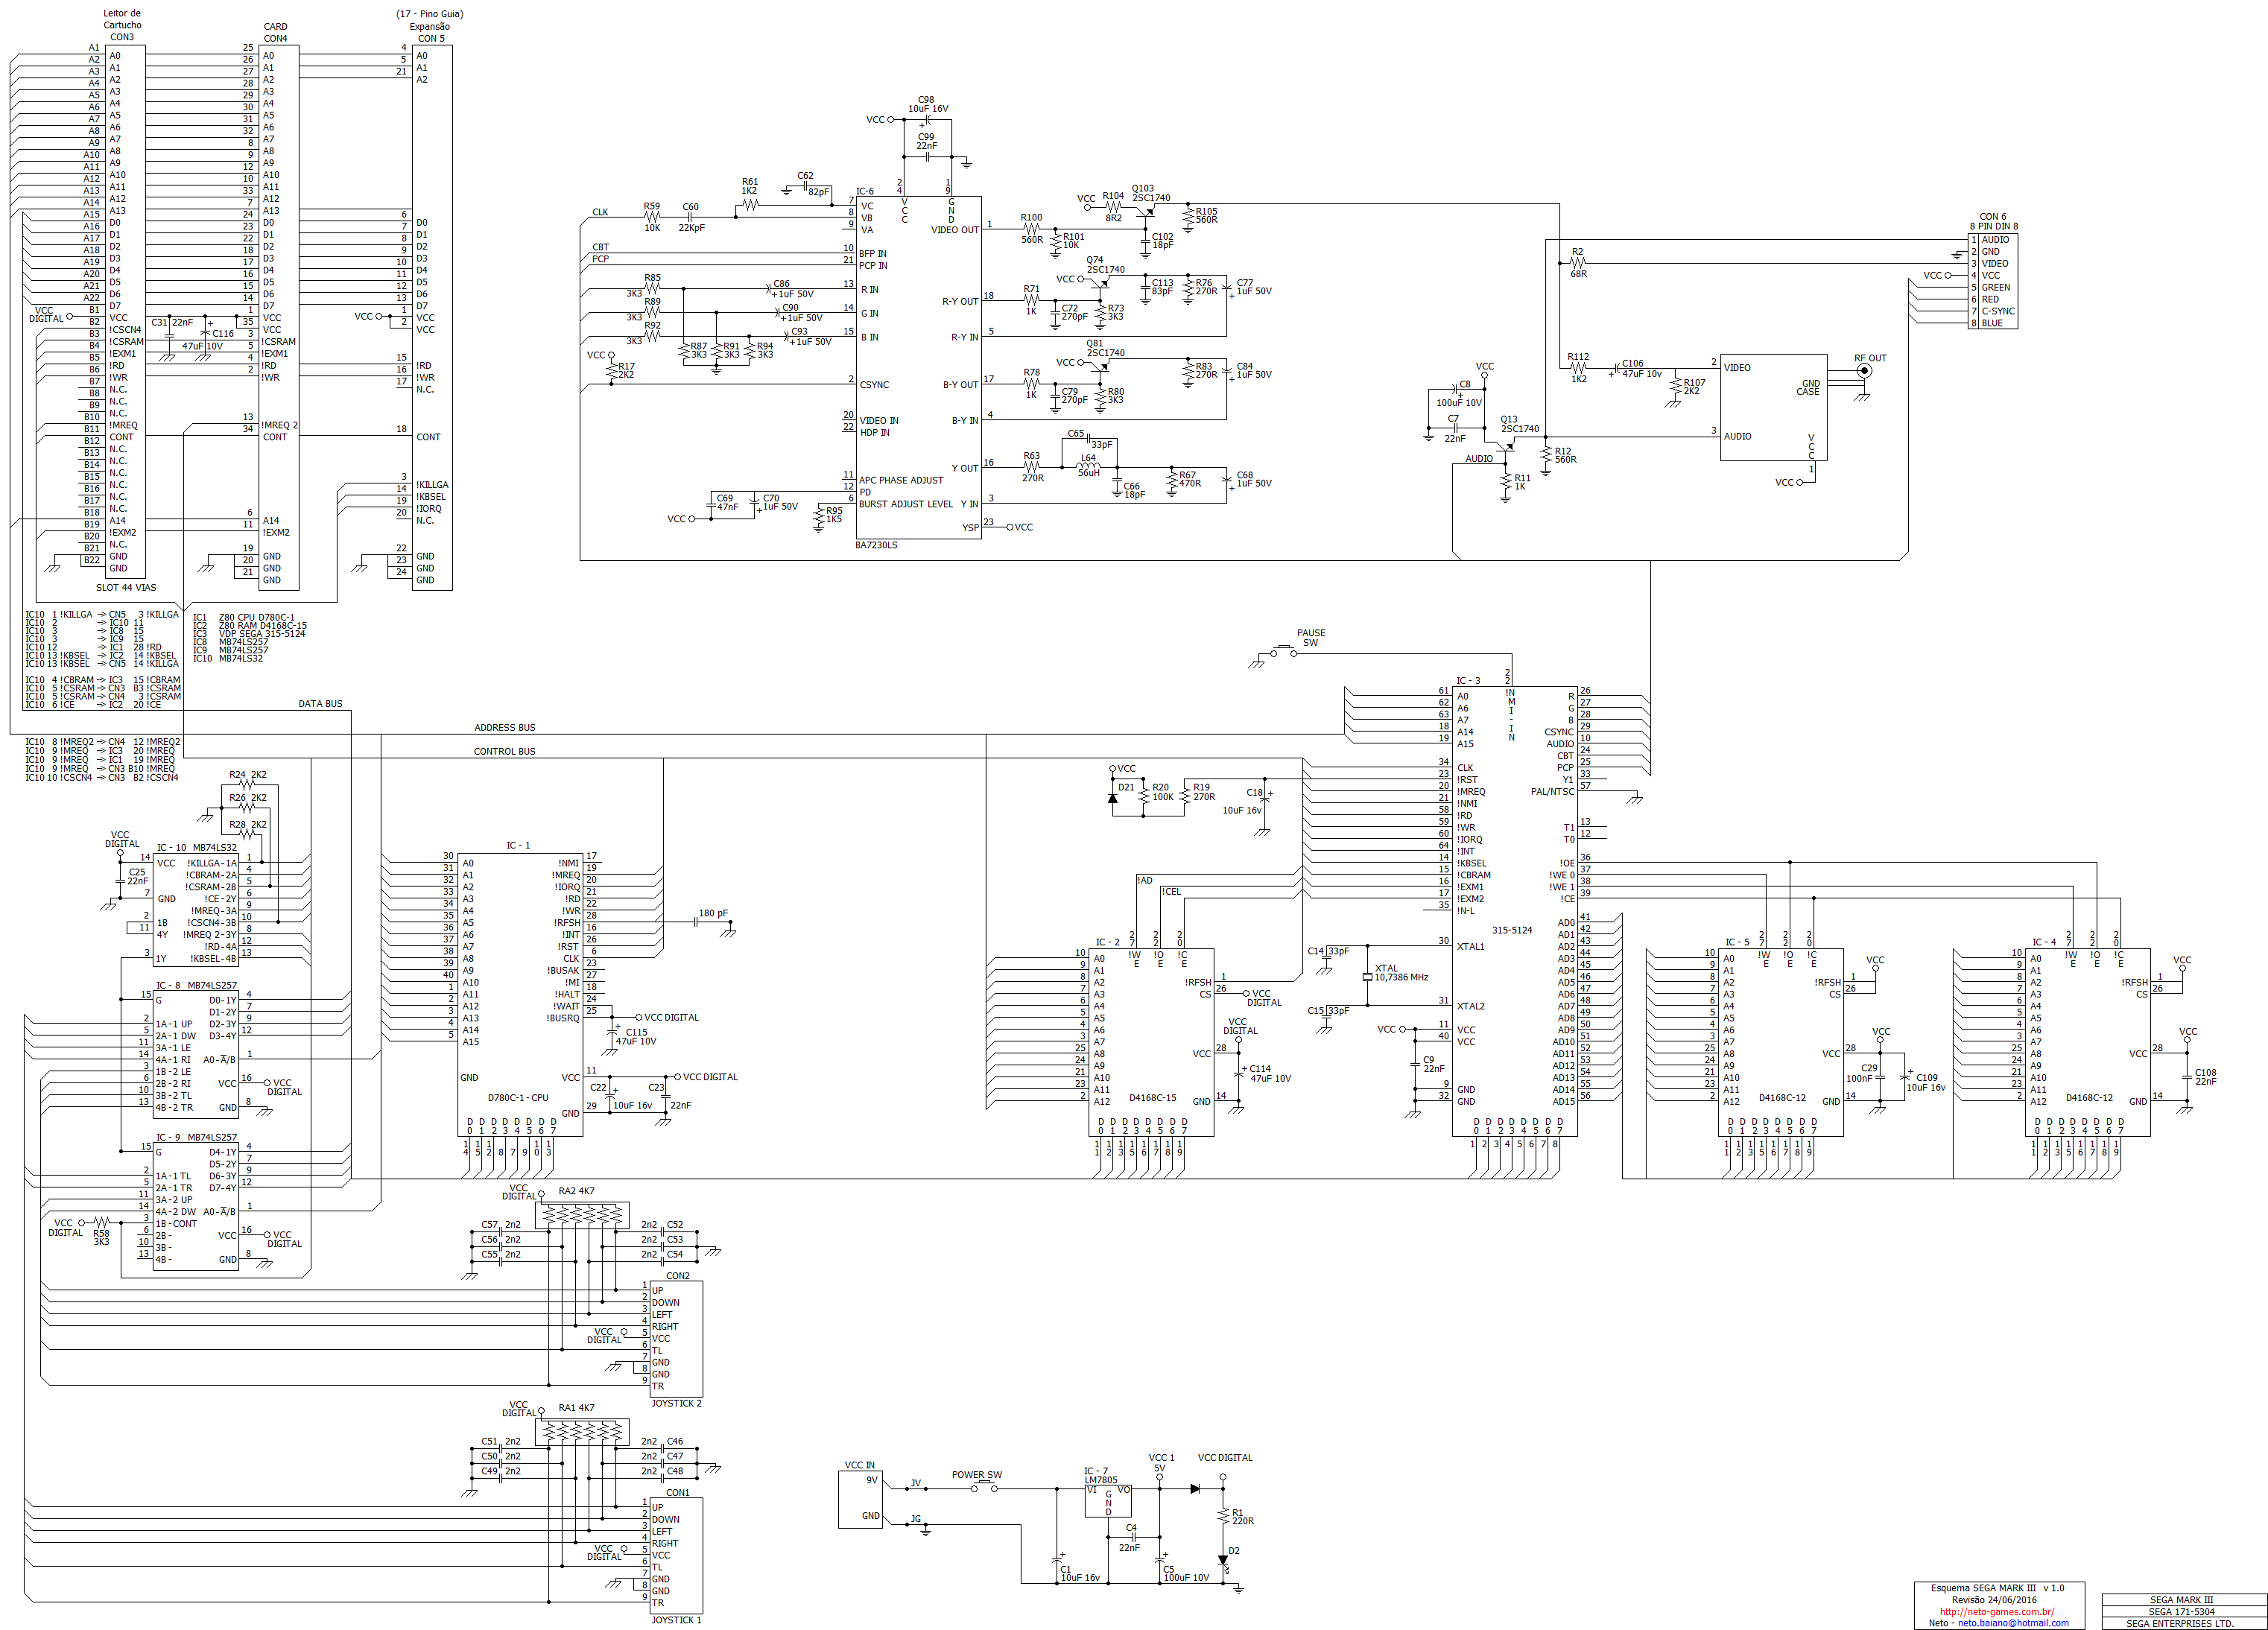 Leitor de
Cartucho
CON3
CARD
CON4
(17 - Pino Guia)
Expansão
CON 5
A1 A0 25 A0 4 A0
A2 A1 26 A1 5 A1
A3 A2 27 A2 21 A2
A4 A3 28 A3
A5 A4 29 A4
A6 A5 30 A5
A7 A6 31 A6
A8 A7 32 A7
A9 A8 8 A8
A10 A9 9 A9
A11 A10 12 A10
A12 A11 10 A11
A13 A12 33 A12
A14 A13 7 A13
A15 D0 24 D0 6 D0
A16 D1 23 D1 7 D1
A17 D2 22 D2 8 D2
A18 D3 18 D3 9 D3
A19 D4 17 D4 10 D4
A20 D5 16 D5 11 D5
A21 D6 15 D6 12 D6
A22 D7 14 D7 13 D7
VCC DIGITAL
B1 VCC 1 VCC VCC 1 VCC
B2 !CSCN4 C31 22nF 35 VCC 2 VCC
B3 !CSRAM C116 3 !CSRAM
B4 !EXM1 47uF 10V 5 !EXM1
B5 !RD 4 !RD 15 !RD
B6 !WR 2 !WR 16 !WR
B7 N.C. 17 N.C.
B8 N.C.
B9 N.C.
B10 !MREQ 13 !MREQ 2
B11 CONT 34 CONT 18 CONT
B12 N.C.
B13 N.C.
B14 N.C.
B15 N.C. 3 !KILLGA
B16 N.C. 14 !KBSEL
B17 N.C. 19 !IORQ
B18 A14 6 A14 20 N.C.
B19 !EXM2 11 !EXM2
B20 N.C.
B21 GND 19 GND 22 GND
B22 GND 20 GND 23 GND
21 GND 24 GND
SLOT 44 VIAS
IC10 1 !KILLGA -> CN5 3 !KILLGA
IC10 2 -> IC10 11
IC10 3 -> IC8 15
IC10 3 -> IC9 15
IC10 12 -> IC1 28 !RD
IC10 13 !KBSEL -> IC2 14 !KBSEL
IC10 13 !KBSEL -> CN5 14 !KILLGA
IC10 4 !CBRAM -> IC3 15 !CBRAM
IC10 5 !CSRAM -> CN3 B3 !CSRAM
IC10 5 !CSRAM -> CN4 3 !CSRAM
IC10 6 !CE -> IC2 20 !CE
IC10 8 !MREQ2 -> CN4 12 !MREQ2
IC10 9 !MREQ -> IC3 20 !MREQ
IC10 9 !MREQ -> IC1 19 !MREQ
IC10 9 !MREQ -> CN3 B10 !MREQ
IC10 10 !CSCN4 -> CN3 B2 !CSCN4
IC1 Z80 CPU D780C-1
IC2 Z80 RAM D4168C-15
IC3 VDP SEGA 315-5124
IC8 MB74LS257
IC9 MB74LS257
IC10 MB74LS32
DATA BUS
ADDRESS BUS
CONTROL BUS
C98
10uF 16V
VCC
C99
22nF
IC-6
2 4 VCC
1 9 GND
R61 1K2
C62 82pF
CLK R59 10K C60 22KpF
7 VC
8 VB
9 VA
CBT 10 BFP IN
PCP 21 PCP IN
R85 3K3 C86 +1uF 50V 13 R IN
R89 3K3 C90 +1uF 50V 14 G IN
R92 3K3 C93 +1uF 50V 15 B IN
R87 3K3
R91 3K3
R94 3K3
VCC R17 2K2
2 CSYNC
20 VIDEO IN
22 HDP IN
11 APC PHASE ADJUST
12 PD
6 BURST ADJUST LEVEL
C69 47nF
C70 +1uF 50V
VCC
R95 1K5
BA7230LS
VIDEO OUT 1
R-Y OUT 18
R-Y IN 5
B-Y OUT 17
B-Y IN 4
Y OUT 16
Y IN 3
YSP 23 VCC
R100 560R
R101 10K
VCC R104 8R2
Q103 2SC1740
C102 18pF
R105 560R
Q74 2SC1740
VCC
R71 1K
C72 270pF
R73 3K3
C113 83pF
R76 270R
C77 1uF 50V
Q81 2SC1740
VCC
R78 1K
C79 270pF
R80 3K3
R83 270R
C84 1uF 50V
C65 33pF
R63 270R
L64 56uH
C66 18pF
R67 470R
C68 1uF 50V
CON 6
8 PIN DIN 8
1 AUDIO
2 GND
3 VIDEO
VCC 4 VCC
5 GREEN
6 RED
7 C-SYNC
8 BLUE
R2 68R
R112 1K2
C106 47uF 10v
R107 2K2
2 VIDEO
3 AUDIO
GND
CASE
VCC
1
VCC
RF OUT
VCC
C8 100uF 10V
C7 22nF
Q13 2SC1740
AUDIO
R11 1K
R12 560R
PAUSE SW
IC - 3
22 !NMI-IN
61 A0
62 A6
63 A7
18 A14
19 A15
34 CLK
23 !RST
20 !MREQ
21 !NMI
58 !RD
59 !WR
60 !IORQ
64 !INT
14 !KBSEL
15 !CBRAM
16 !EXM1
17 !EXM2
35 !N-L
30 XTAL1
31 XTAL2
11 VCC
40 VCC
9 GND
32 GND
R 26
G 27
B 28
CSYNC 29
AUDIO 10
CBT 24
PCP 25
Y1 33
PAL/NTSC 57
T1 13
T0 12
!OE 36
!WE 0 37
!WE 1 38
!CE 39
315-5124
AD0 41
AD1 42
AD2 43
AD3 44
AD4 45
AD5 46
AD6 47
AD7 48
AD8 49
AD9 50
AD10 51
AD11 52
AD12 53
AD13 54
AD14 55
AD15 56
D0 D1 D2 D3 D4 D5 D6 D7
1 2 3 4 5 6 7 8
VCC
D21
R20 100K
R19 270R
C18 10uF 16v
!AD
!CEL
C14 33pF
XTAL
10,7386 MHz
C15 33pF
VCC
C9 22nF
R24 2K2
R26 2K2
R28 2K2
VCC DIGITAL
IC - 10 MB74LS32
C25 22nF
14 VCC !KILLGA-1A 1
!CBRAM-2A 4
!CSRAM-2B 5
7 GND !CE-2Y 6
!MREQ-3A 9
2 1B !CSCN4-3B 10
11 4Y !MREQ 2-3Y 8
!RD-4A 12
3 1Y !KBSEL-4B 13
IC - 8 MB74LS257
15 G D0-1Y 4
D1-2Y 7
2 1A-1 UP D2-3Y 9
5 2A-1 DW D3-4Y 12
11 3A-1 LE
14 4A-1 RI A0-A/B 1
3 1B-2 LE
6 2B-2 RI VCC 16 VCC DIGITAL
10 3B-2 TL
13 4B-2 TR GND 8
IC - 9 MB74LS257
15 G D4-1Y 4
D5-2Y 7
2 1A-1 TL D6-3Y 9
5 2A-1 TR D7-4Y 12
11 3A-2 UP
14 4A-2 DW A0-A/B 1
VCC DIGITAL R58 3K3
3 1B-CONT
6 2B- VCC 16 VCC DIGITAL
10 3B-
13 4B- GND 8
IC - 1
30 A0 !NMI 17
31 A1 !MREQ 19
32 A2 !IORQ 20
33 A3 !RD 21
34 A4 !WR 22
35 A5 !RFSH 28 180 pF
36 A6 !INT 16
37 A7 !RST 26
38 A8 CLK 6
39 A9 !BUSAK 23
40 A10 !MI 27
1 A11 !HALT 18
2 A12 !WAIT 24
3 A13 !BUSRQ 25 VCC DIGITAL
4 A14
5 A15
C115 47uF 10V
GND VCC 11 VCC DIGITAL
C22 10uF 16v
C23 22nF
D780C-1 - CPU
GND 29
D0 D1 D2 D3 D4 D5 D6 D7
14 15 12 8 7 9 10 13
IC - 2
27 !WE 22 !OE 20 !CE
10 A0
9 A1
8 A2 !RFSH 1
7 A3 CS 26 VCC DIGITAL
6 A4
5 A5
4 A6 VCC DIGITAL
3 A7
25 A8 VCC 28
24 A9
21 A10 C114 47uF 10V
23 A11 D4168C-15
2 A12 GND 14
D0 D1 D2 D3 D4 D5 D6 D7
11 12 13 15 16 17 18 19
IC - 5
27 !WE 22 !OE 20 !CE
10 A0 VCC
9 A1
8 A2 !RFSH 1
7 A3 CS 26
6 A4
5 A5
4 A6 VCC
3 A7
25 A8 VCC 28
24 A9 C29 100nF
21 A10 C109 10uF 16v
23 A11 D4168C-12
2 A12 GND 14
D0 D1 D2 D3 D4 D5 D6 D7
11 12 13 15 16 17 18 19
IC - 4
27 !WE 22 !OE 20 !CE
10 A0 VCC
9 A1
8 A2 !RFSH 1
7 A3 CS 26
6 A4
5 A5
4 A6 VCC
3 A7
25 A8 VCC 28
24 A9
21 A10 C108 22nF
23 A11 D4168C-12
2 A12 GND 14
D0 D1 D2 D3 D4 D5 D6 D7
11 12 13 15 16 17 18 19
VCC DIGITAL
RA2 4K7
C57 2n2 2n2 C52
C56 2n2 2n2 C53
C55 2n2 2n2 C54
CON2
1 UP
2 DOWN
3 LEFT
4 RIGHT
VCC DIGITAL 5 VCC
6 TL
7 GND
8 GND
9 TR
JOYSTICK 2
VCC DIGITAL
RA1 4K7
C51 2n2 2n2 C46
C50 2n2 2n2 C47
C49 2n2 2n2 C48
CON1
1 UP
2 DOWN
3 LEFT
4 RIGHT
VCC DIGITAL 5 VCC
6 TL
7 GND
8 GND
9 TR
JOYSTICK 1
VCC IN
9V
GND
JV
JG
POWER SW
IC - 7
LM7805
VI VO
GND
VCC 1
5V
VCC DIGITAL
C1 10uF 16v
C4 22nF
C5 100uF 10V
R1 220R
D2
Esquema SEGA MARK III v 1.0
Revisão 24/06/2016
http://neto-games.com.br/
Neto - neto.baiano@hotmail.com
SEGA MARK III
SEGA 171-5304
SEGA ENTERPRISES LTD.